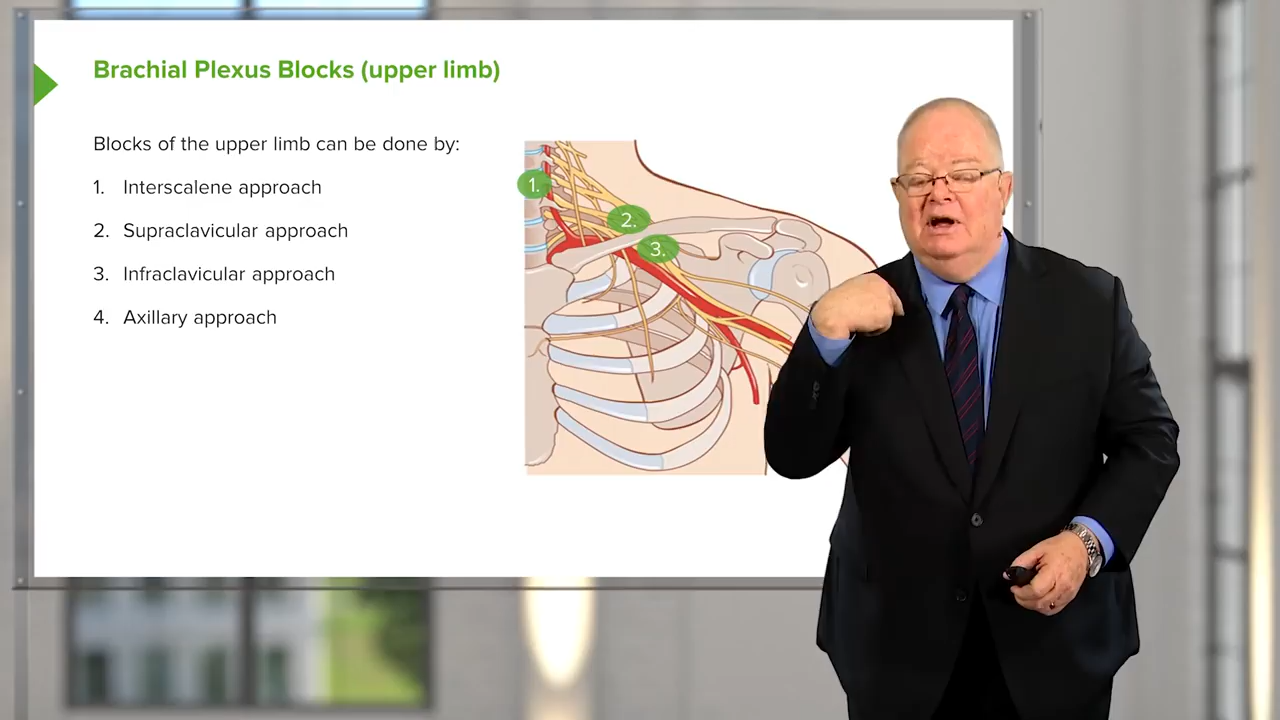 Brachial Plexus Blocks (upper limb)
Blocks of the upper limb can be done by:
1. Interscalene approach
2. Supraclavicular approach
3. Infraclavicular approach
4. Axillary approach
1.
2.
3.